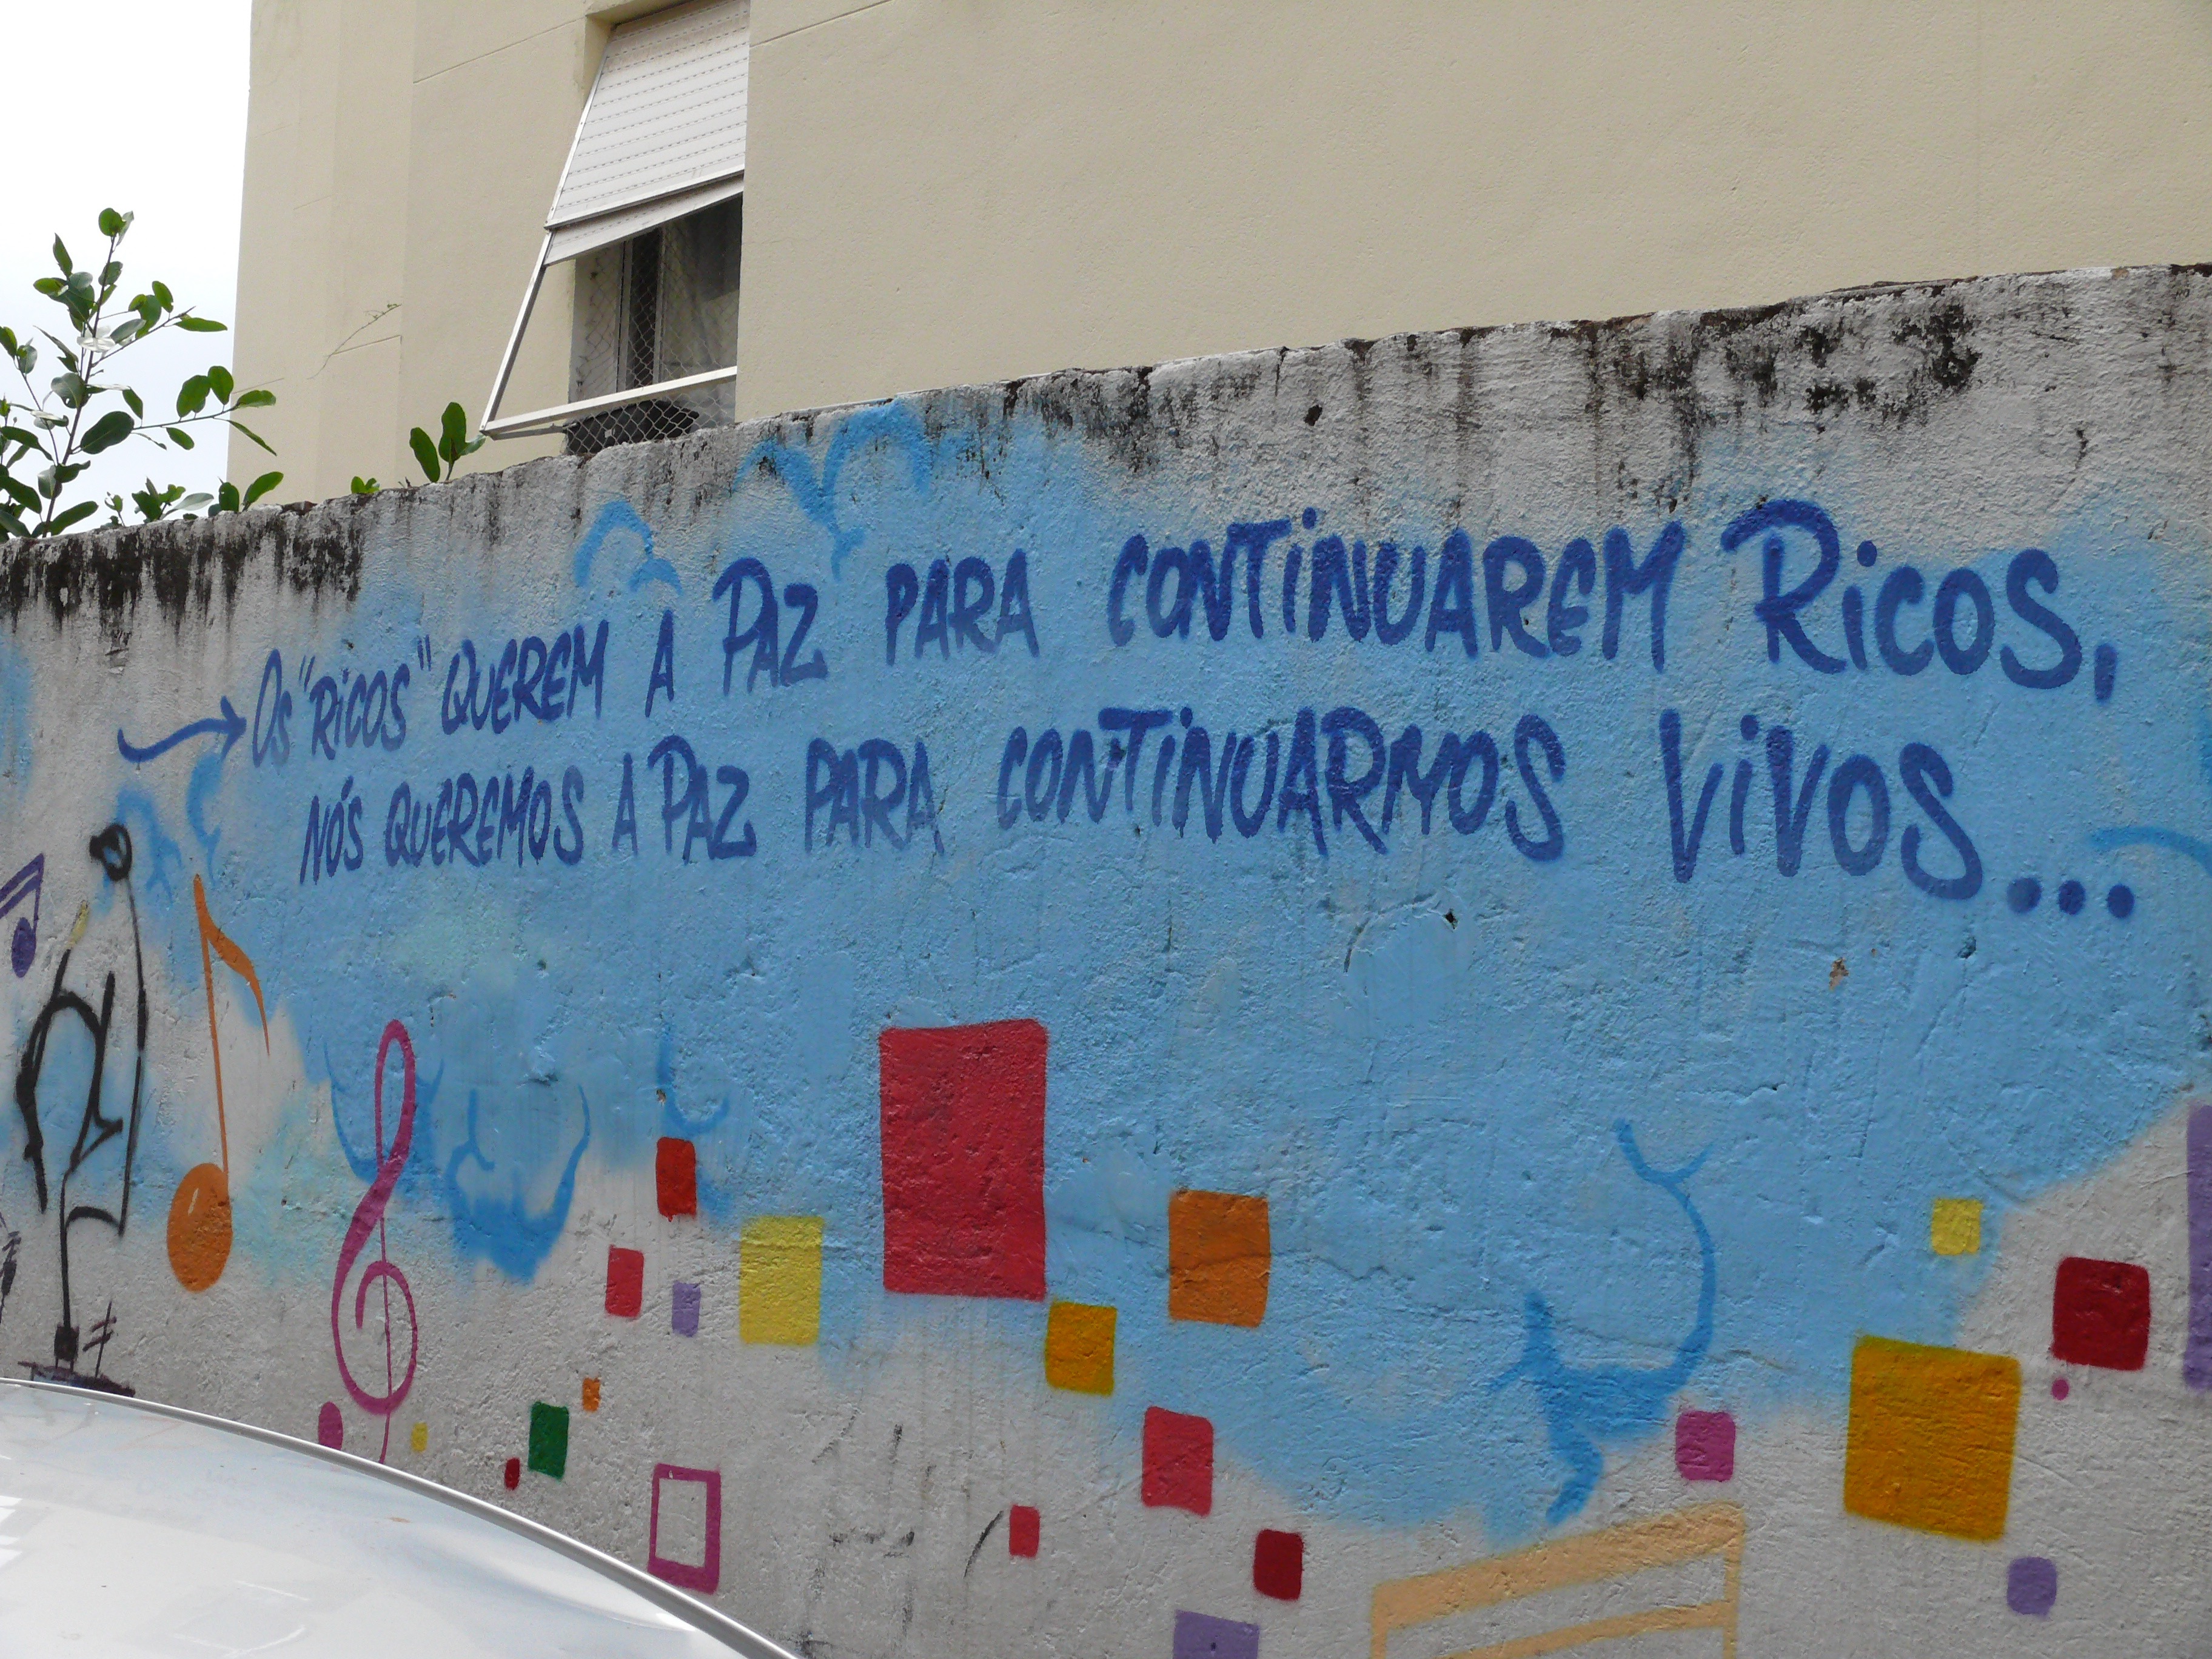 Os "Ricos" QUEREM A PAZ PARA CONTINUAREM RiCOS,
NÓS QUEREMOS A PAZ PARA CONTINUARMOS ViVOS...